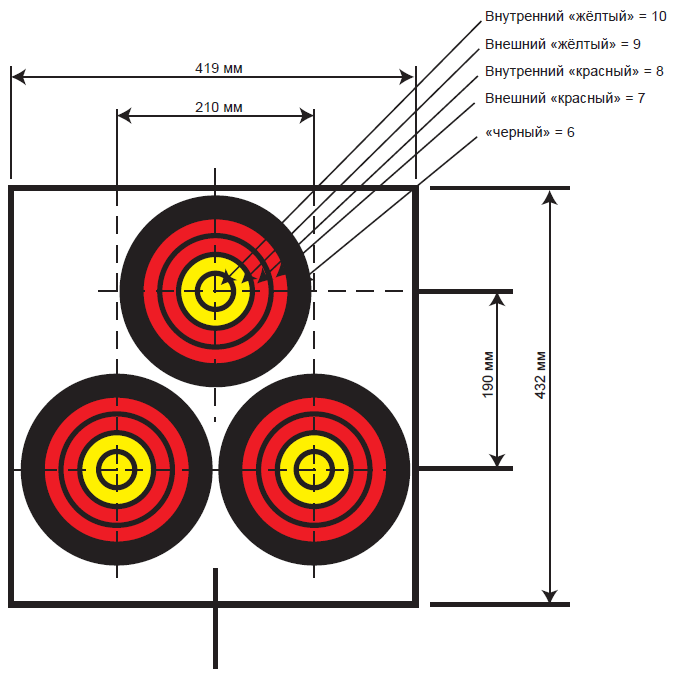 Внутренний «жёлтый» = 10
Внешний «жёлтый» = 9
Внутренний «красный» = 8
Внешний «красный» = 7
«черный» = 6
419 мм
210 мм
190 мм
432 мм